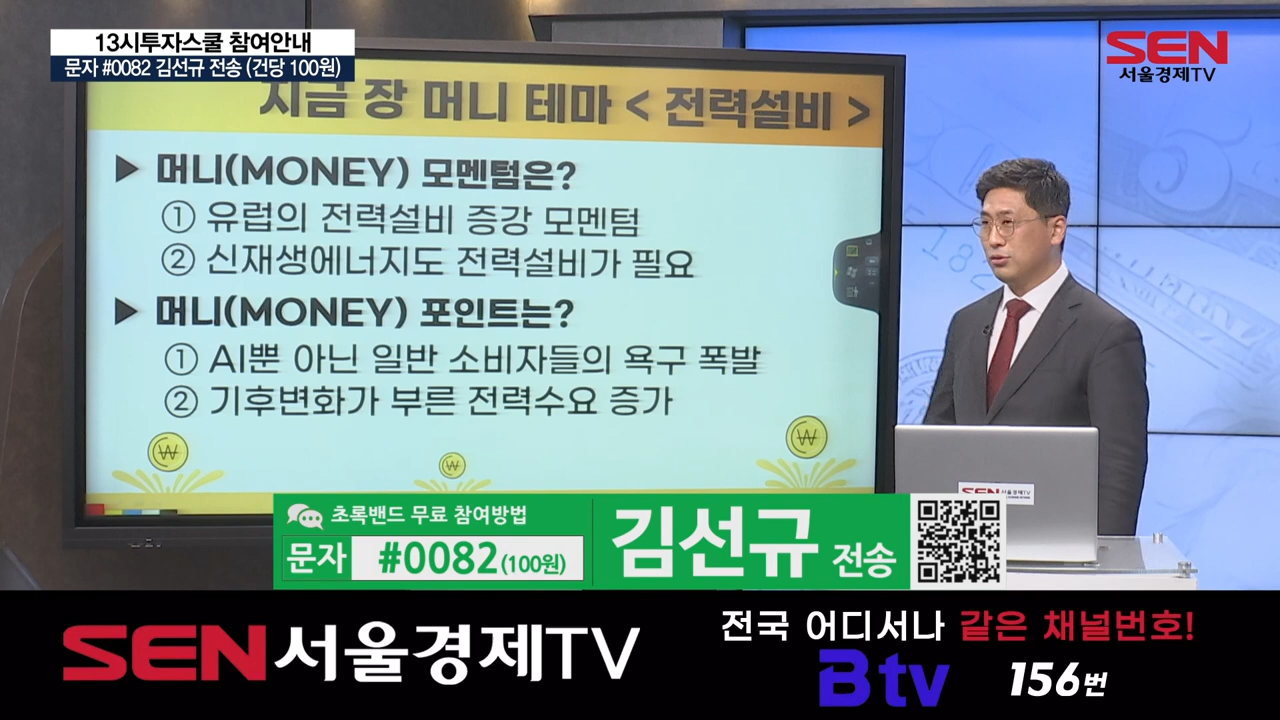 13시투자스쿨 참여안내
문자 #0082 김선규 전송 (건당 100원)
SEN
서울경제TV
지금 장 머니 테마 < 전력설비 >
▶ 머니(MONEY) 모멘텀은?
① 유럽의 전력설비 증강 모멘텀
② 신재생에너지도 전력설비가 필요
▶ 머니(MONEY) 포인트는?
① AI뿐 아닌 일반 소비자들의 욕구 폭발
② 기후변화가 부른 전력수요 증가
SEN 서울경제TV
초록밴드 무료 참여방법
문자 #0082(100원)
김선규 전송
SEN 서울경제TV
전국 어디서나 같은 채널번호!
B tv 156번